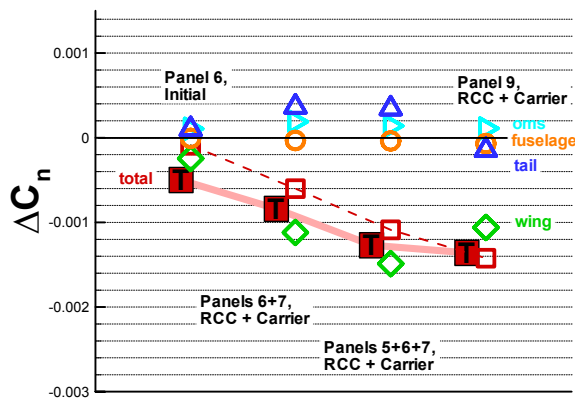 0.001
Panel 6,
Initial
Panel 9,
RCC + Carrier
oms
0
fuselage
tail
total
T
T
T
T
wing
-0.001
ΔCn
-0.002
Panels 6+7,
RCC + Carrier
Panels 5+6+7,
RCC + Carrier
-0.003